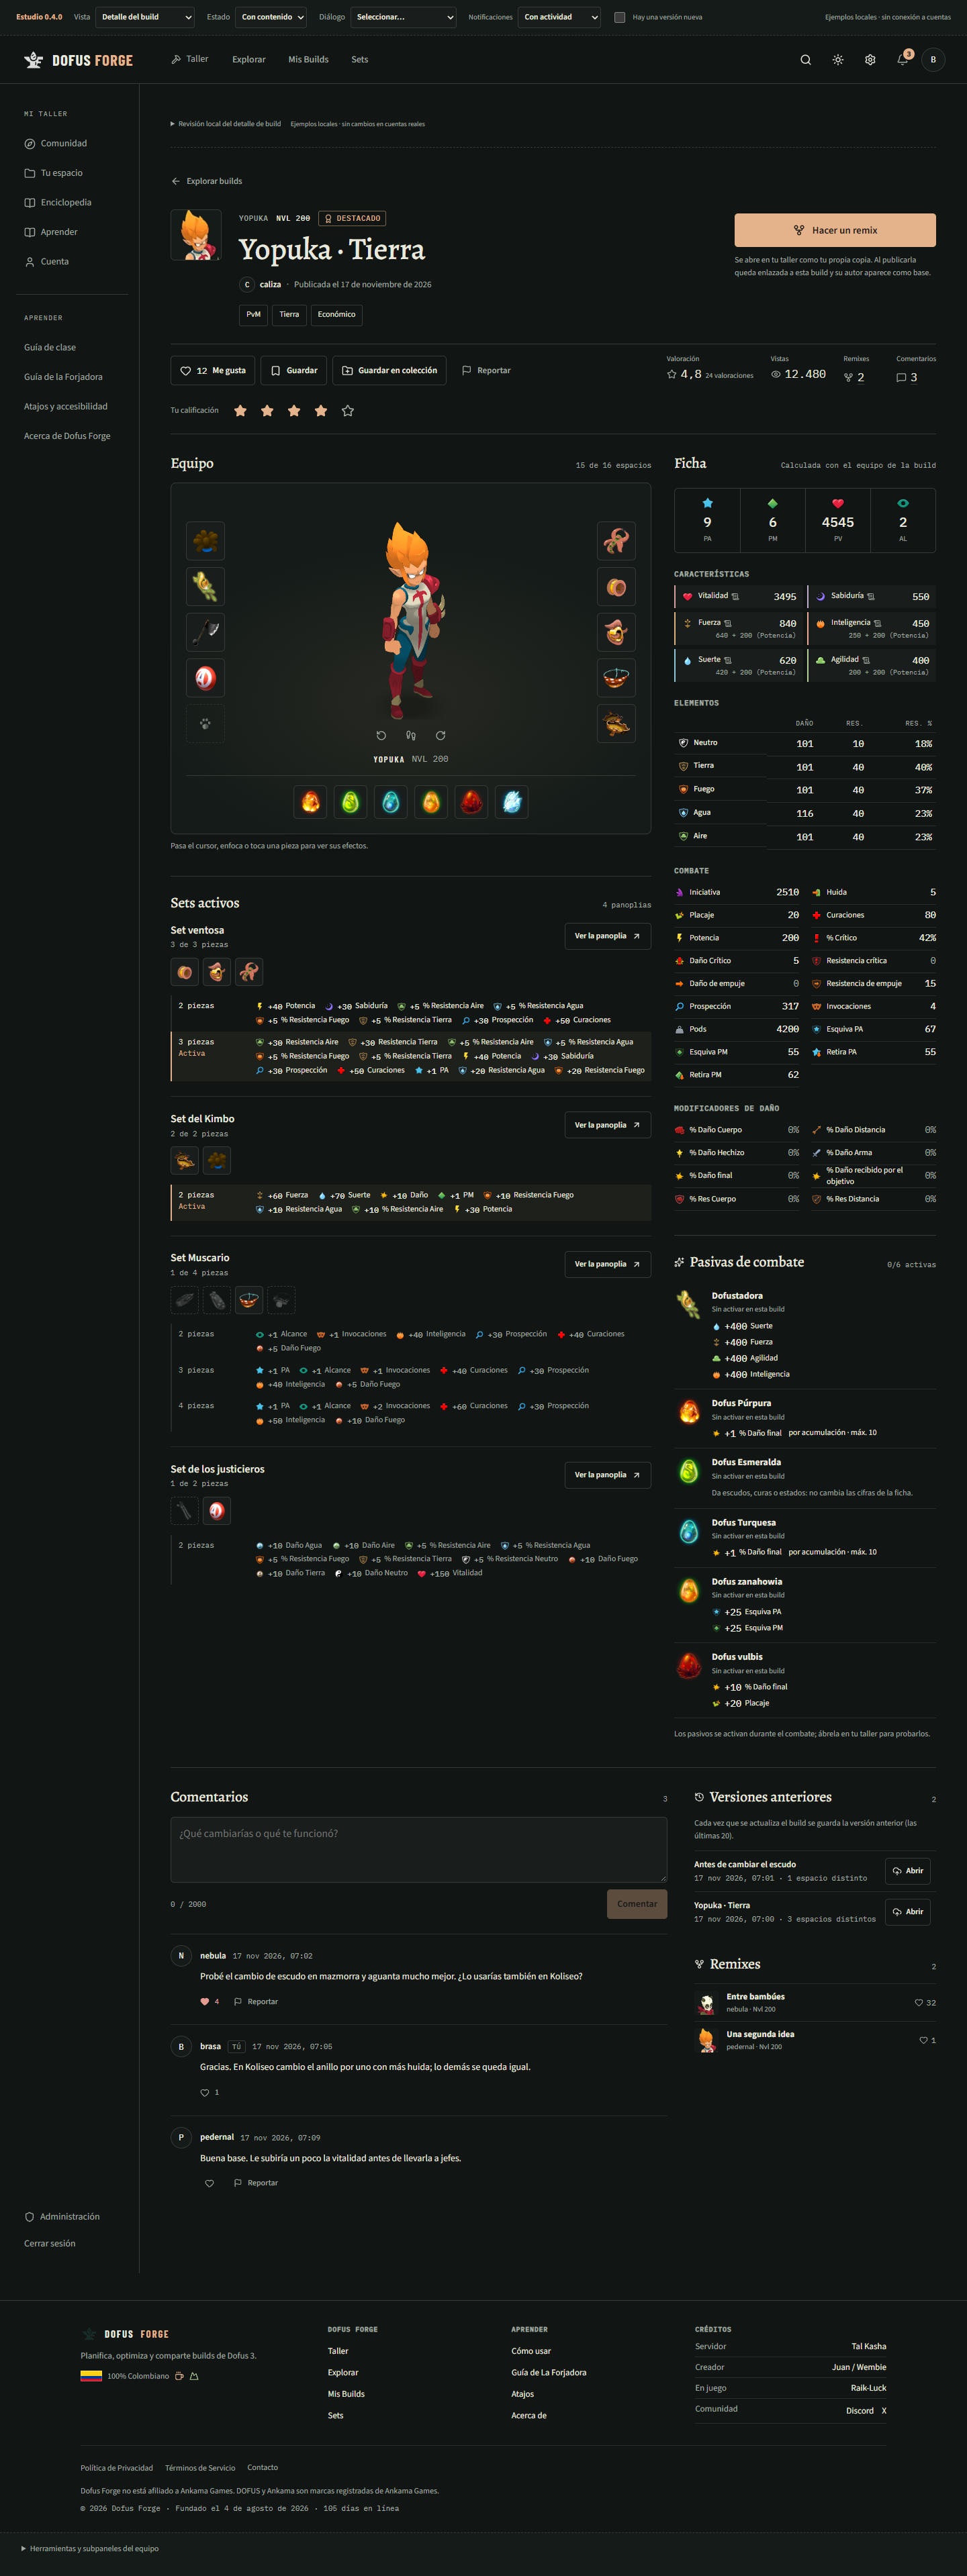 Estudio 0.4.0 Vista Detalle del build Estado Con contenido Diálogo Seleccionar... Notificaciones Con actividad Hay una versión nueva Ejemplos locales · sin conexión a cuentas
DOFUS FORGE Taller Explorar Mis Builds Sets 3 B
MI TALLER
Comunidad
Tu espacio
Enciclopedia
Aprender
Cuenta
APRENDER
Guía de clase
Guía de la Forjadora
Atajos y accesibilidad
Acerca de Dofus Forge
Administración
Cerrar sesión
Revisión local del detalle de build Ejemplos locales · sin cambios en cuentas reales
Explorar builds
YOPUKA NVL 200 DESTACADO
Yopuka · Tierra
C caliza · Publicada el 17 de noviembre de 2026
PvM Tierra Económico
Hacer un remix
Se abre en tu taller como tu propia copia. Al publicarla
queda enlazada a esta build y su autor aparece como base.
12 Me gusta Guardar Guardar en colección Reportar
Valoración Vistas Remixes Comentarios
4,8 24 valoraciones 12.480 2 3
Tu calificación
Equipo 15 de 16 espacios
YOPUKA NVL 200
Pasa el cursor, enfoca o toca una pieza para ver sus efectos.
Sets activos 4 panoplias
Set ventosa Ver la panoplia
3 de 3 piezas
2 piezas +40 Potencia +30 Sabiduría +5 % Resistencia Aire +5 % Resistencia Agua
+5 % Resistencia Fuego +5 % Resistencia Tierra +30 Prospección +50 Curaciones
3 piezas +30 Resistencia Aire +30 Resistencia Tierra +5 % Resistencia Aire +5 % Resistencia Agua
Activa +5 % Resistencia Fuego +5 % Resistencia Tierra +40 Potencia +30 Sabiduría
+30 Prospección +50 Curaciones +1 PA +20 Resistencia Agua +20 Resistencia Fuego
Set del Kimbo Ver la panoplia
2 de 2 piezas
2 piezas +60 Fuerza +70 Suerte +10 Daño +1 PM +10 Resistencia Fuego
Activa +10 Resistencia Agua +10 % Resistencia Aire +30 Potencia
Set Muscario Ver la panoplia
1 de 4 piezas
2 piezas +1 Alcance +1 Invocaciones +40 Inteligencia +30 Prospección +40 Curaciones
+5 Daño Fuego
3 piezas +1 PA +1 Alcance +1 Invocaciones +40 Curaciones +30 Prospección
+40 Inteligencia +5 Daño Fuego
4 piezas +1 PA +1 Alcance +2 Invocaciones +60 Curaciones +30 Prospección
+50 Inteligencia +10 Daño Fuego
Set de los justicieros Ver la panoplia
1 de 2 piezas
2 piezas +10 Daño Agua +10 Daño Aire +5 % Resistencia Aire +5 % Resistencia Agua
+5 % Resistencia Fuego +5 % Resistencia Tierra +5 % Resistencia Neutro +10 Daño Fuego
+10 Daño Tierra +10 Daño Neutro +150 Vitalidad
Ficha Calculada con el equipo de la build
9 6 4545 2
PA PM PV AL
CARACTERÍSTICAS
Vitalidad 3495 Sabiduría 550
Fuerza 840 Inteligencia 450
640 + 200 (Potencia) 250 + 200 (Potencia)
Suerte 620 Agilidad 400
420 + 200 (Potencia) 200 + 200 (Potencia)
ELEMENTOS
DAÑO RES. RES. %
Neutro 101 10 18%
Tierra 101 40 40%
Fuego 101 40 37%
Agua 116 40 23%
Aire 101 40 23%
COMBATE
Iniciativa 2510 Huida 5
Placaje 20 Curaciones 80
Potencia 200 % Crítico 42%
Daño Crítico 5 Resistencia crítica 0
Daño de empuje 0 Resistencia de empuje 15
Prospección 317 Invocaciones 4
Pods 4200 Esquiva PA 67
Esquiva PM 55 Retira PA 55
Retira PM 62
MODIFICADORES DE DAÑO
% Daño Cuerpo 0% % Daño Distancia 0%
% Daño Hechizo 0% % Daño Arma 0%
% Daño final 0% % Daño recibido por el objetivo 0%
% Res Cuerpo 0% % Res Distancia 0%
Pasivas de combate 0/6 activas
Dofustadora
Sin activar en esta build
+400 Suerte
+400 Fuerza
+400 Agilidad
+400 Inteligencia
Dofus Púrpura
Sin activar en esta build
+1 % Daño final por acumulación · máx. 10
Dofus Esmeralda
Sin activar en esta build
Da escudos, curas o estados: no cambia las cifras de la ficha.
Dofus Turquesa
Sin activar en esta build
+1 % Daño final por acumulación · máx. 10
Dofus zanahowia
Sin activar en esta build
+25 Esquiva PA
+25 Esquiva PM
Dofus vulbis
Sin activar en esta build
+10 % Daño final
+20 Placaje
Los pasivos se activan durante el combate; ábrela en tu taller para probarlos.
Comentarios 3
¿Qué cambiarías o qué te funcionó?
0 / 2000 Comentar
N nebula 17 nov 2026, 07:02
Probé el cambio de escudo en mazmorra y aguanta mucho mejor. ¿Lo usarías también en Koliseo?
4 Reportar
B brasa TÚ 17 nov 2026, 07:05
Gracias. En Koliseo cambio el anillo por uno con más huida; lo demás se queda igual.
1
P pedernal 17 nov 2026, 07:09
Buena base. Le subiría un poco la vitalidad antes de llevarla a jefes.
Reportar
Versiones anteriores 2
Cada vez que se actualiza el build se guarda la versión anterior (las
últimas 20).
Antes de cambiar el escudo Abrir
17 nov 2026, 07:01 · 1 espacio distinto
Yopuka · Tierra Abrir
17 nov 2026, 07:00 · 3 espacios distintos
Remixes 2
Entre bambúes 32
nebula · Nvl 200
Una segunda idea 1
pedernal · Nvl 200
DOFUS FORGE
Planifica, optimiza y comparte builds de Dofus 3.
100% Colombiano
DOFUS FORGE
Taller
Explorar
Mis Builds
Sets
APRENDER
Cómo usar
Guía de La Forjadora
Atajos
Acerca de
CRÉDITOS
Servidor Tal Kasha
Creador Juan / Wembie
En juego Raik-Luck
Comunidad Discord X
Política de Privacidad Términos de Servicio Contacto
Dofus Forge no está afiliado a Ankama Games. DOFUS y Ankama son marcas registradas de Ankama Games.
© 2026 Dofus Forge · Fundado el 4 de agosto de 2026 · 105 días en línea
Herramientas y subpaneles del equipo